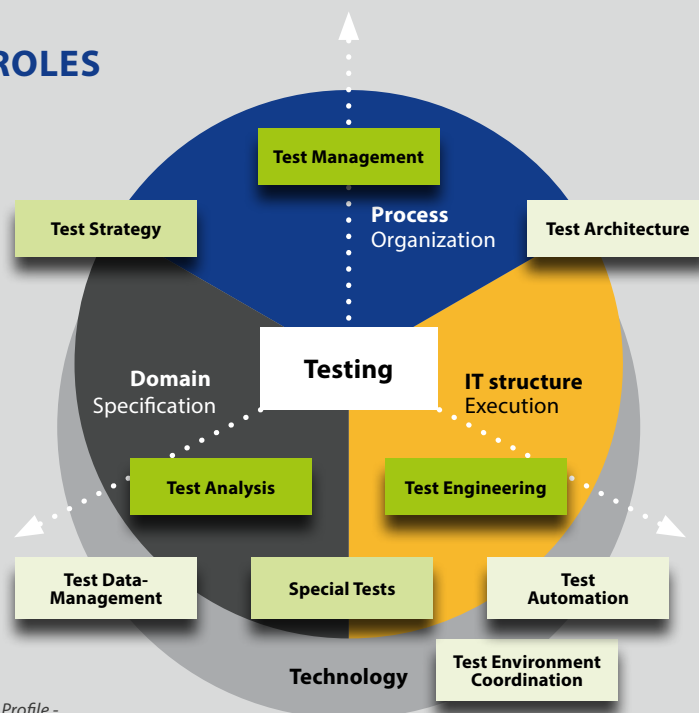 ROLES
Test Management
Test Strategy
Process
Organization
Test Architecture
Testing
Domain
Specification
IT structure
Execution
Test Analysis
Test Engineering
Test Data-
Management
Special Tests
Test
Automation
Technology
Test Environment
Coordination
Profile -